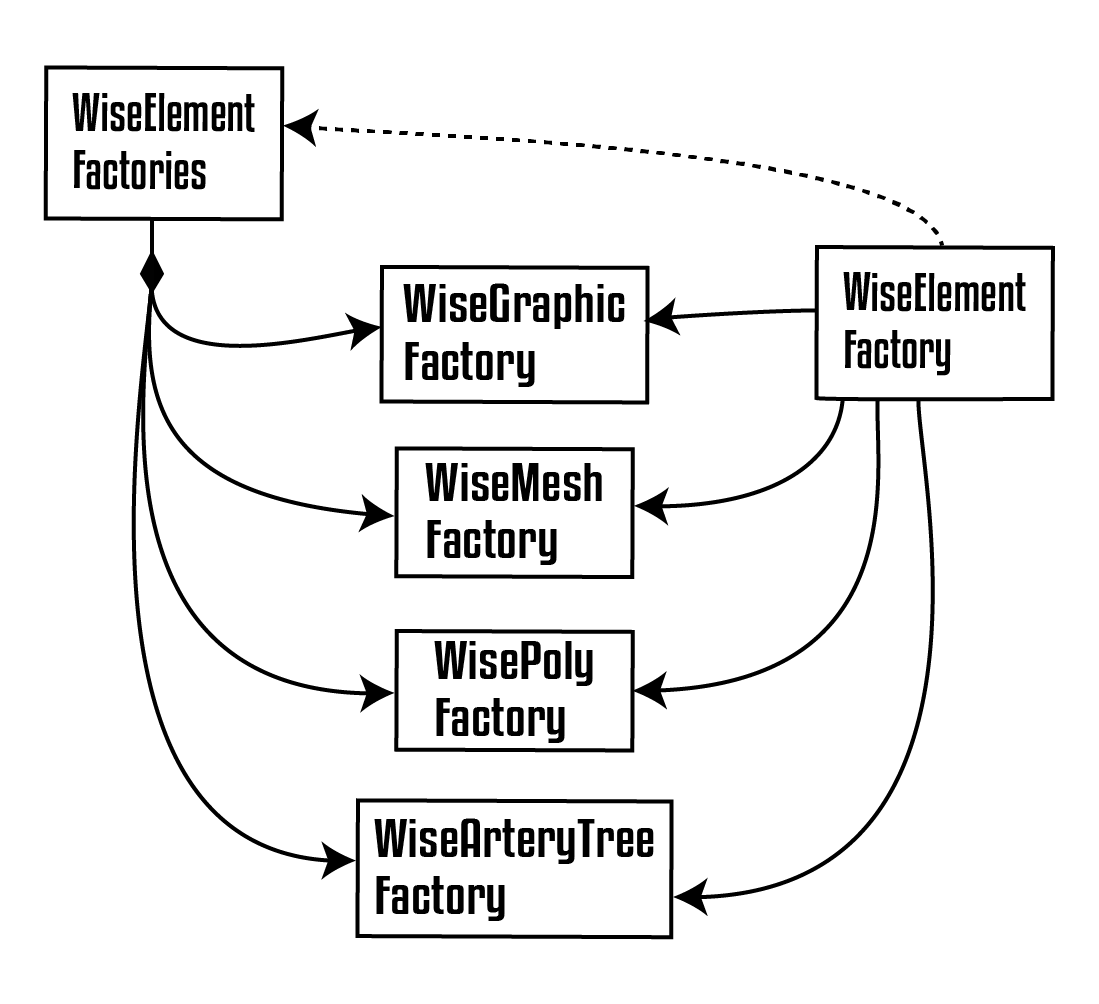 WiseElement
Factories
WiseGraphic
Factory
WiseElement
Factory
WiseMesh
Factory
WisePoly
Factory
WiseArteryTree
Factory